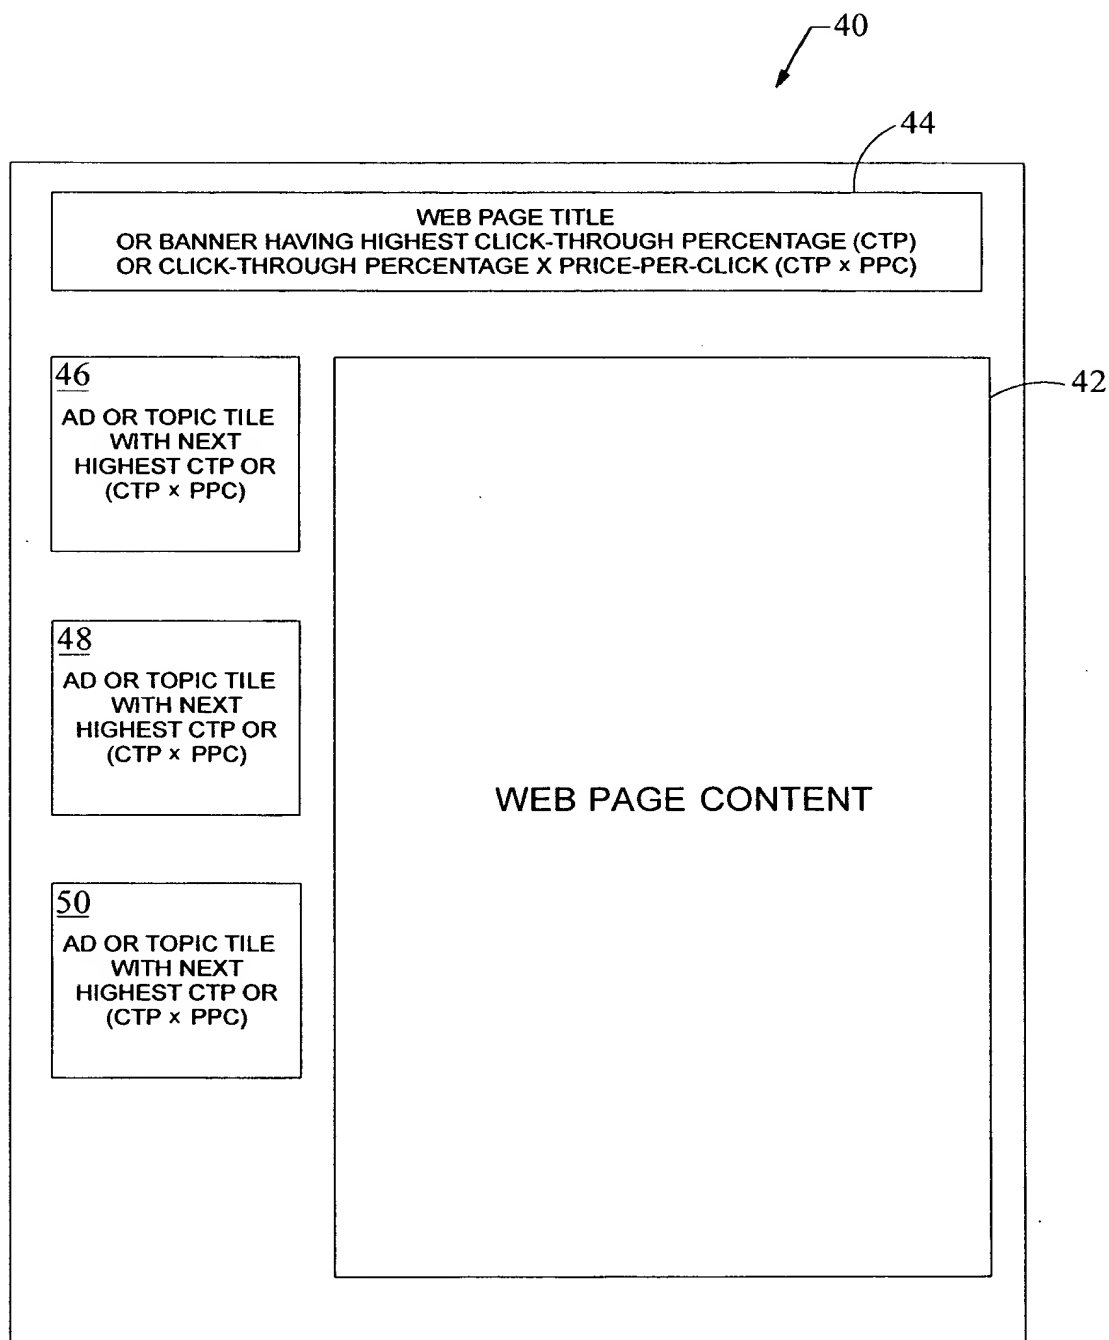 40
44
WEB PAGE TITLE
OR BANNER HAVING HIGHEST CLICK-THROUGH PERCENTAGE (CTP)
OR CLICK-THROUGH PERCENTAGE X PRICE-PER-CLICK (CTP x PPC)
42
46
AD OR TOPIC TILE
WITH NEXT
HIGHEST CTP OR
(CTP x PPC)
48
AD OR TOPIC TILE
WITH NEXT
HIGHEST CTP OR
(CTP x PPC)
WEB PAGE CONTENT
50
AD OR TOPIC TILE
WITH NEXT
HIGHEST CTP OR
(CTP x PPC)